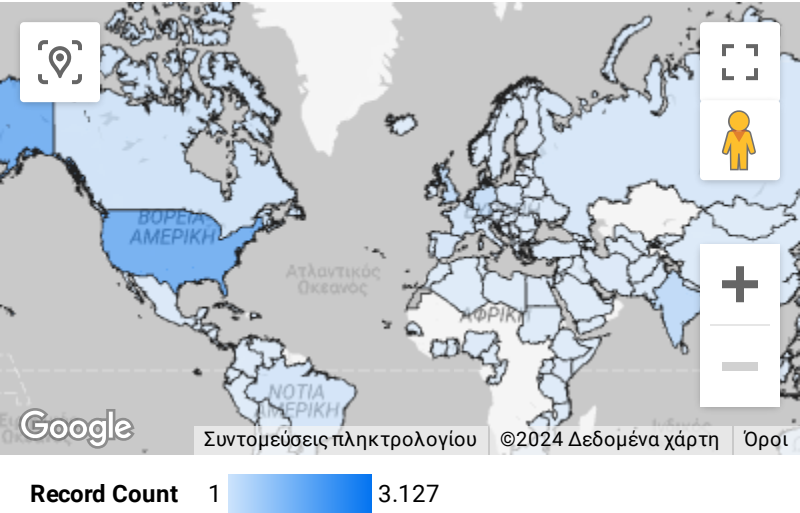 ΒΟΡΕΙΑ
ΑΜΕΡΙΚΗ
Ατλαντικός
Ωκεανός
ΑΦΡΙΚΗ
ΝΟΤΙΑ
ΑΜΕΡΙΚΗ
Google
Συντομεύσεις πληκτρολογίου
©2024 Δεδομένα χάρτη
Όροι
Record Count 1 3.127